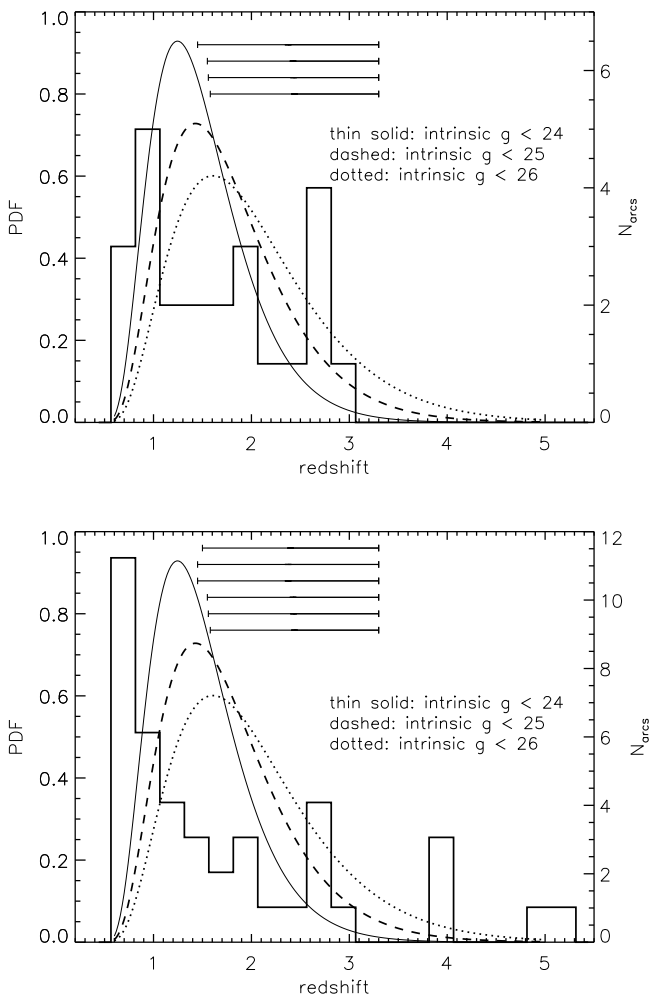 1.0
0.8
0.6
0.4
0.2
0.0
PDF
6
4
2
0
N_arcs
thin solid: intrinsic g < 24
dashed: intrinsic g < 25
dotted: intrinsic g < 26
1 2 3 4 5
redshift
1.0
0.8
0.6
0.4
0.2
0.0
PDF
12
10
8
6
4
2
0
N_arcs
thin solid: intrinsic g < 24
dashed: intrinsic g < 25
dotted: intrinsic g < 26
1 2 3 4 5
redshift